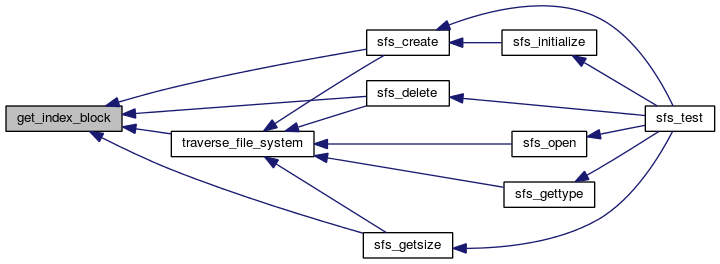 get_index_block
sfs_create
sfs_initialize
sfs_delete
sfs_test
traverse_file_system
sfs_open
sfs_gettype
sfs_getsize